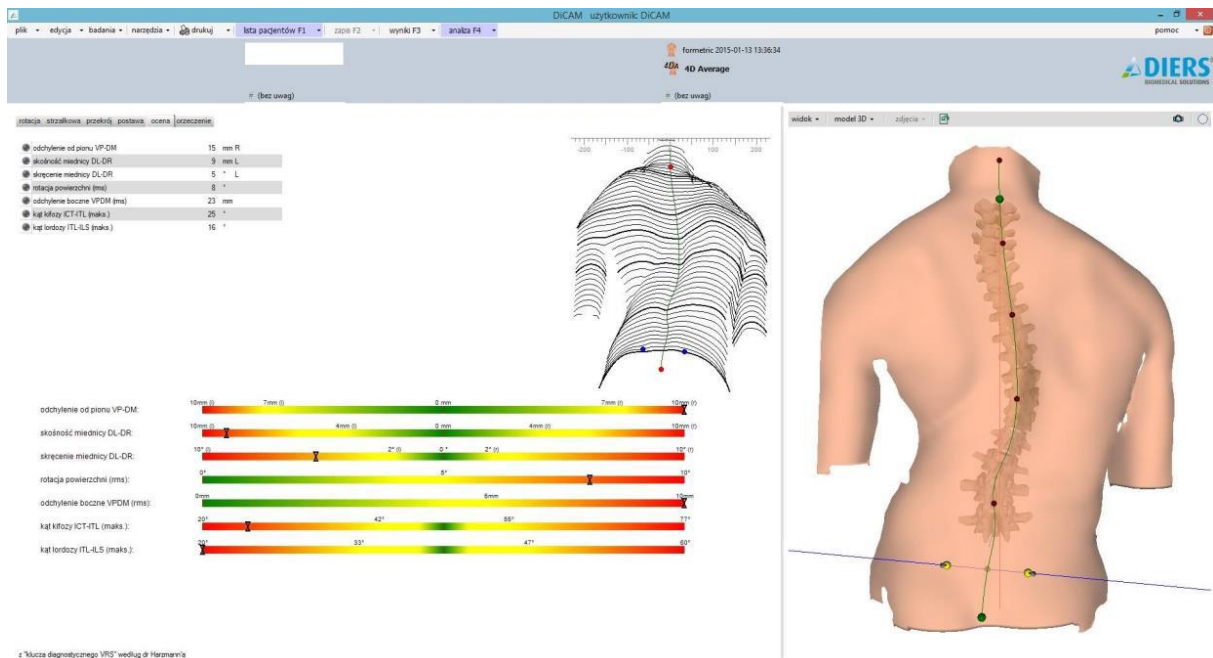 DiCAM użytkownik: DiCAM
plik edycja badania narzędzia drukuj lista pacjentów F1 zapis F2 wyniki F3 analiza F4 pomoc
formetric 2015-01-13 13:36:34
4D Average
(bez uwag) (bez uwag)
DIERS
BIOMEDICAL SOLUTIONS
rotacja strzałkowa przekrój postawa ocena orzeczenie
widok model 3D zdjęcia
odchylenie od pionu VP-DM 15 mm R
skośność miednicy DL-DR 9 mm L
skręcenie miednicy DL-DR 5 ° L
rotacja powierzchni (rms) 8 °
odchylenie boczne VPDM (rms) 23 mm
kąt kifozy ICT-ITL (maks.) 25 °
kąt lordozy ITL-ILS (maks.) 16 °
-200 -100 100 200
10mm (l) 7mm (l) 0 mm 7mm (r) 10mm (r)
odchylenie od pionu VP-DM:
10mm (l) 4mm (l) 0 mm 4mm (r) 10mm (r)
skośność miednicy DL-DR:
10° (l) 2° (l) 0 ° 2° (r) 10° (r)
skręcenie miednicy DL-DR:
0° 5° 10°
rotacja powierzchni (rms):
0mm 6mm 10mm
odchylenie boczne VPDM (rms):
20° 42° 55° 77°
kąt kifozy ICT-ITL (maks.):
20° 33° 47° 60°
kąt lordozy ITL-ILS (maks.):
z "klucza diagnostycznego VRS" według dr Harzmann'a